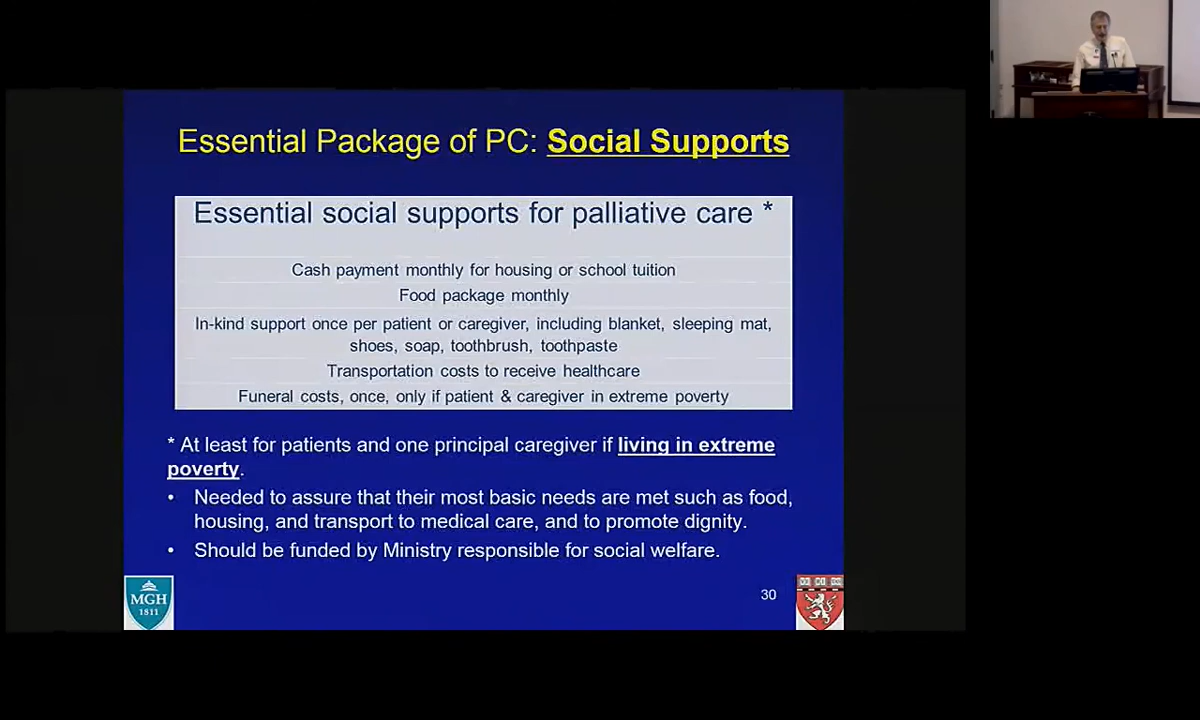 Essential Package of PC: Social Supports
Essential social supports for palliative care *
Cash payment monthly for housing or school tuition
Food package monthly
In-kind support once per patient or caregiver, including blanket, sleeping mat,
shoes, soap, toothbrush, toothpaste
Transportation costs to receive healthcare
Funeral costs, once, only if patient & caregiver in extreme poverty
* At least for patients and one principal caregiver if living in extreme
poverty.
• Needed to assure that their most basic needs are met such as food,
housing, and transport to medical care, and to promote dignity.
• Should be funded by Ministry responsible for social welfare.
MGH
1811
30